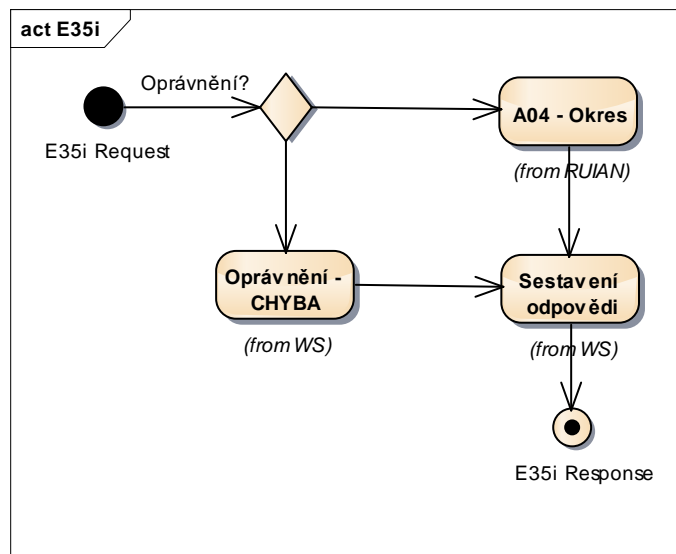 act E35i
Oprávnění?
E35i Request
A04 - Okres
(from RUIAN)
Oprávnění -
CHYBA
(from WS)
Sestavení
odpovědi
(from WS)
E35i Response